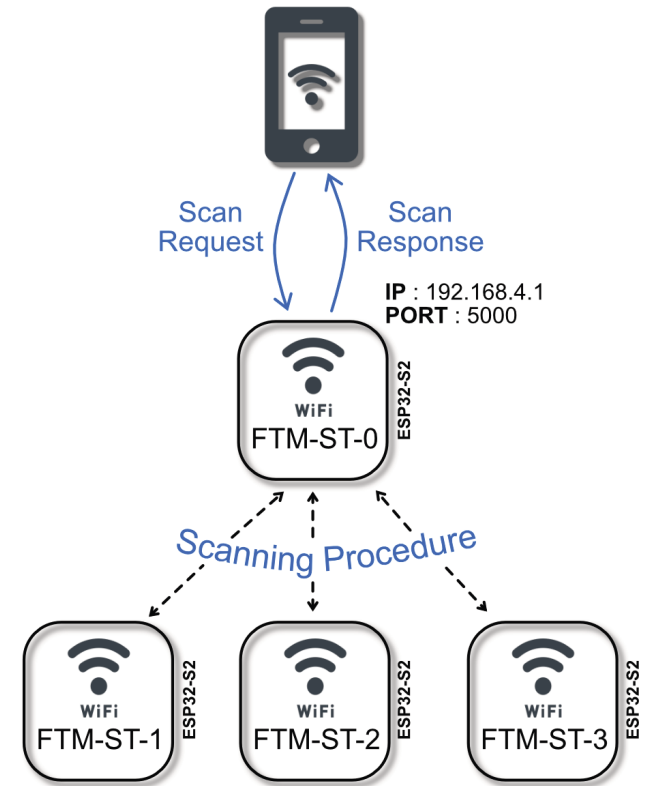 Scan
Request
Scan
Response
IP : 192.168.4.1
PORT : 5000
WiFi
FTM-ST-0
ESP32-S2
Scanning Procedure
WiFi
FTM-ST-1
ESP32-S2
WiFi
FTM-ST-2
ESP32-S2
WiFi
FTM-ST-3
ESP32-S2